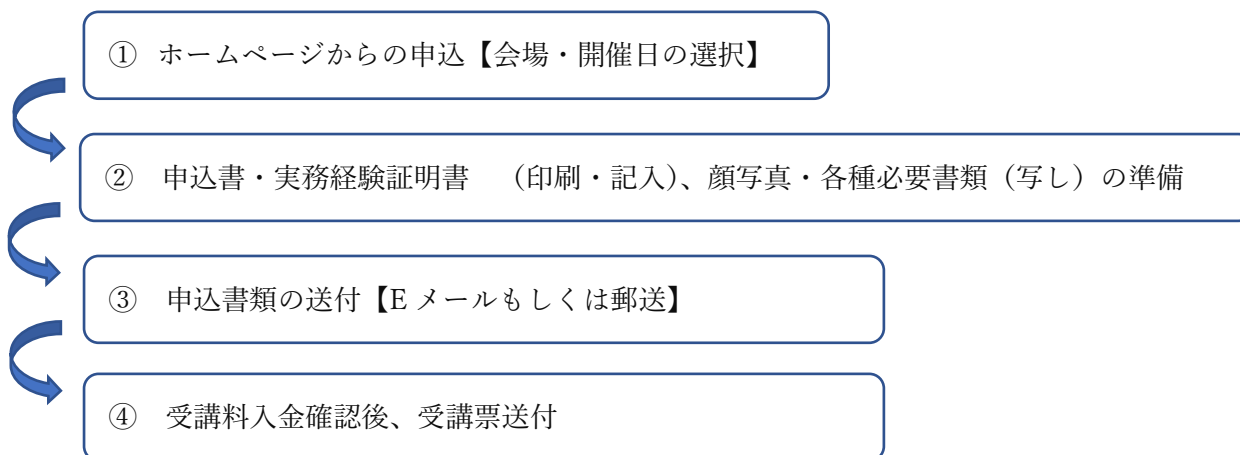 ① ホームページからの申込【会場・開催日の選択】
② 申込書・実務経験証明書 (印刷・記入)、顔写真・各種必要書類（写し）の準備
③ 申込書類の送付【E メールもしくは郵送】
④ 受講料入金確認後、受講票送付